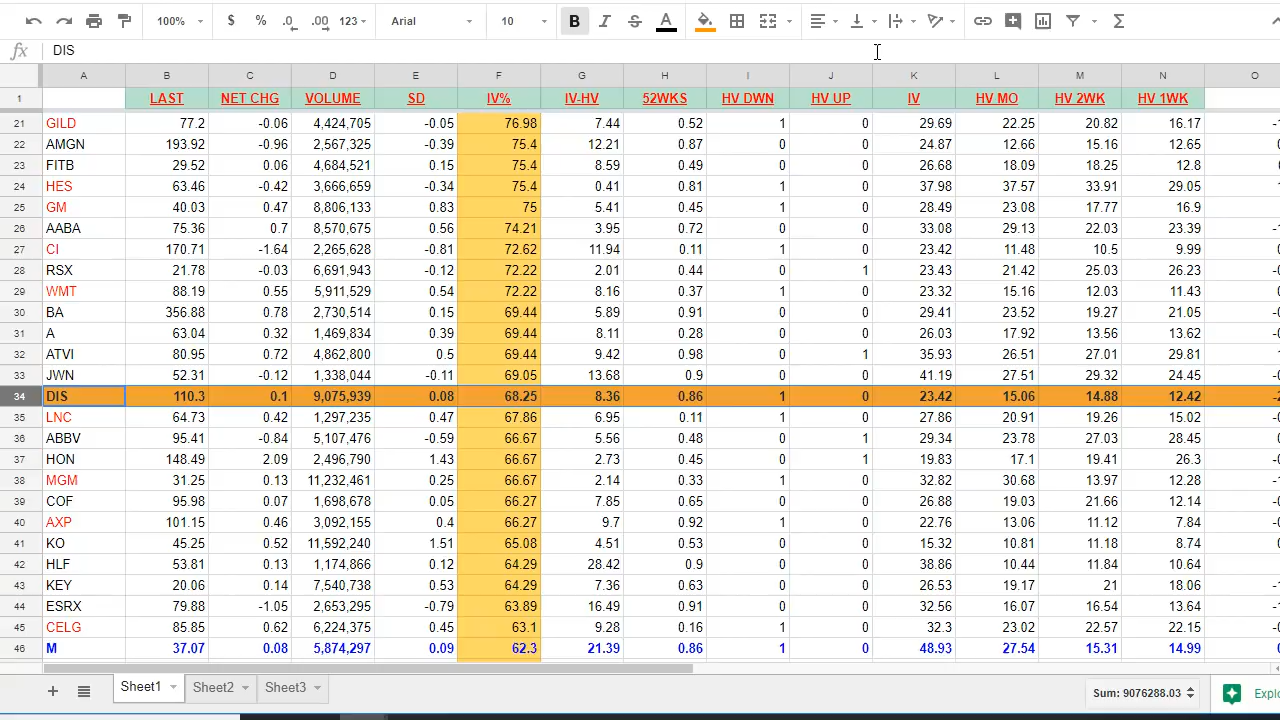 100% $ % .0 .00 123 Arial 10 B I S A Σ
fx DIS
A B C D E F G H I J K L M N O
1 LAST NET CHG VOLUME SD IV% IV-HV 52WKS HV DWN HV UP IV HV MO HV 2WK HV 1WK
21 GILD 77.2 -0.06 4,424,705 -0.05 76.98 7.44 0.52 1 0 29.69 22.25 20.82 16.17
22 AMGN 193.92 -0.96 2,567,325 -0.39 75.4 12.21 0.87 0 0 24.87 12.66 15.16 12.65
23 FITB 29.52 0.06 4,684,521 0.15 75.4 8.59 0.49 0 0 26.68 18.09 18.25 12.8
24 HES 63.46 -0.42 3,666,659 -0.34 75.4 0.41 0.81 1 0 37.98 37.57 33.91 29.05
25 GM 40.03 0.47 8,806,133 0.83 75 5.41 0.45 1 0 28.49 23.08 17.77 16.9
26 AABA 75.36 0.7 8,570,675 0.56 74.21 3.95 0.72 0 0 33.08 29.13 22.03 23.39
27 CI 170.71 -1.64 2,265,628 -0.81 72.62 11.94 0.11 1 0 23.42 11.48 10.5 9.99
28 RSX 21.78 -0.03 6,691,943 -0.12 72.22 2.01 0.44 0 1 23.43 21.42 25.03 26.23
29 WMT 88.19 0.55 5,911,529 0.54 72.22 8.16 0.37 1 0 23.32 15.16 12.03 11.43
30 BA 356.88 0.78 2,730,514 0.15 69.44 5.89 0.91 0 0 29.41 23.52 19.27 21.05
31 A 63.04 0.32 1,469,834 0.39 69.44 8.11 0.28 0 0 26.03 17.92 13.56 13.62
32 ATVI 80.95 0.72 4,862,800 0.5 69.44 9.42 0.98 0 1 35.93 26.51 27.01 29.81
33 JWN 52.31 -0.12 1,338,044 -0.11 69.05 13.68 0.9 0 0 41.19 27.51 29.32 24.45
34 DIS 110.3 0.1 9,075,939 0.08 68.25 8.36 0.86 1 0 23.42 15.06 14.88 12.42
35 LNC 64.73 0.42 1,297,235 0.47 67.86 6.95 0.11 1 0 27.86 20.91 19.26 15.02
36 ABBV 95.41 -0.84 5,107,476 -0.59 66.67 5.56 0.48 0 1 29.34 23.78 27.03 28.45
37 HON 148.49 2.09 2,496,790 1.43 66.67 2.73 0.45 0 1 19.83 17.1 19.41 26.3
38 MGM 31.25 0.13 11,232,461 0.25 66.67 2.14 0.33 1 0 32.82 30.68 13.97 12.28
39 COF 95.98 0.07 1,698,678 0.05 66.27 7.85 0.65 0 0 26.88 19.03 21.66 12.14
40 AXP 101.15 0.46 3,092,155 0.4 66.27 9.7 0.92 1 0 22.76 13.06 11.12 7.84
41 KO 45.25 0.52 11,592,240 1.51 65.08 4.51 0.53 0 0 15.32 10.81 11.18 8.74
42 HLF 53.81 0.13 1,174,866 0.12 64.29 28.42 0.9 0 0 38.86 10.44 11.84 10.64
43 KEY 20.06 0.14 7,540,738 0.53 64.29 7.36 0.63 0 0 26.53 19.17 21 18.06
44 ESRX 79.88 -1.05 2,653,295 -0.79 63.89 16.49 0.91 0 0 32.56 16.07 16.54 13.64
45 CELG 85.85 0.62 6,224,375 0.45 63.1 9.28 0.16 1 0 32.3 23.02 22.57 22.15
46 M 37.07 0.08 5,874,297 0.09 62.3 21.39 0.86 1 0 48.93 27.54 15.31 14.99
Sheet1 Sheet2 Sheet3 Sum: 9076288.03